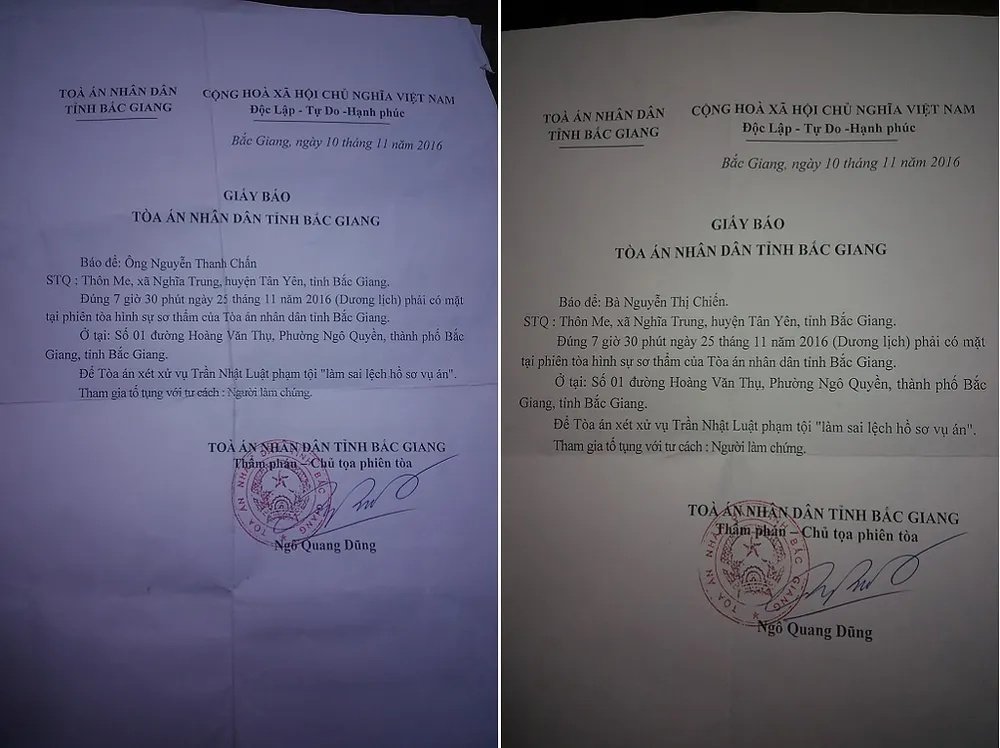 TOÀ ÁN NHÂN DÂN
TỈNH BẮC GIANG
CỘNG HOÀ XÃ HỘI CHỦ NGHĨA VIỆT NAM
Độc Lập - Tự Do -Hạnh phúc
Bắc Giang, ngày 10 tháng 11 năm 2016
GIẤY BÁO
TÒA ÁN NHÂN DÂN TỈNH BẮC GIANG
Báo để: Ông Nguyễn Thanh Chấn
STQ : Thôn Me, xã Nghĩa Trung, huyện Tân Yên, tỉnh Bắc Giang.
Đúng 7 giờ 30 phút ngày 25 tháng 11 năm 2016 (Dương lịch) phải có mặt
tại phiên tòa hình sự sơ thẩm của Tòa án nhân dân tỉnh Bắc Giang.
Ở tại: Số 01 đường Hoàng Văn Thụ, Phường Ngô Quyền, thành phố Bắc
Giang, tỉnh Bắc Giang.
Để Tòa án xét xử vụ Trần Nhật Luật phạm tội "làm sai lệch hồ sơ vụ án".
Tham gia tố tụng với tư cách : Người làm chứng.
TOÀ ÁN NHÂN DÂN TỈNH BẮC GIANG
Thẩm phán – Chủ tọa phiên tòa
Ngô Quang Dũng
TOÀ ÁN NHÂN DÂN
TỈNH BẮC GIANG
CỘNG HOÀ XÃ HỘI CHỦ NGHĨA VIỆT NAM
Độc Lập - Tự Do -Hạnh phúc
Bắc Giang, ngày 10 tháng 11 năm 2016
GIẤY BÁO
TÒA ÁN NHÂN DÂN TỈNH BẮC GIANG
Báo để: Bà Nguyễn Thị Chiến.
STQ : Thôn Me, xã Nghĩa Trung, huyện Tân Yên, tỉnh Bắc Giang.
Đúng 7 giờ 30 phút ngày 25 tháng 11 năm 2016 (Dương lịch) phải có mặt
tại phiên tòa hình sự sơ thẩm của Tòa án nhân dân tỉnh Bắc Giang.
Ở tại: Số 01 đường Hoàng Văn Thụ, Phường Ngô Quyền, thành phố Bắc
Giang, tỉnh Bắc Giang.
Để Tòa án xét xử vụ Trần Nhật Luật phạm tội "làm sai lệch hồ sơ vụ án".
Tham gia tố tụng với tư cách : Người làm chứng.
TOÀ ÁN NHÂN DÂN TỈNH BẮC GIANG
Thẩm phán – Chủ tọa phiên tòa
Ngô Quang Dũng